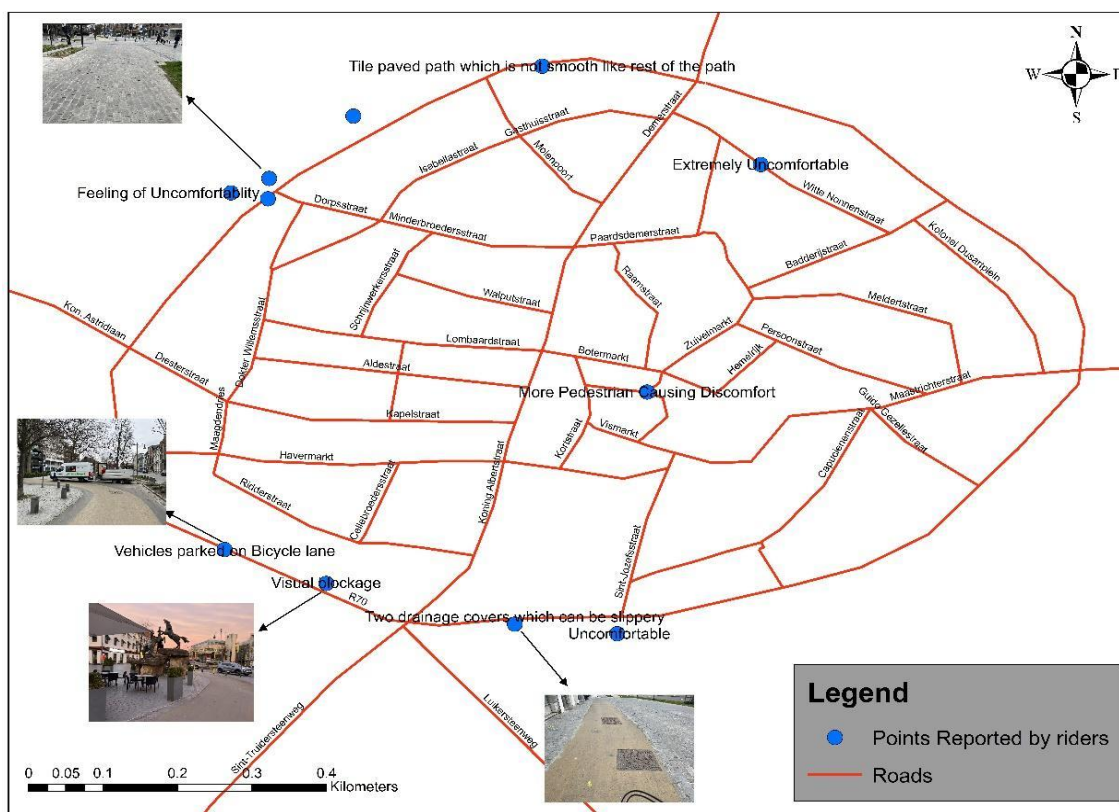 N
W
E
S
Tile paved path which is not smooth like rest of the path
Demerstraat
Gasthuisstraat
Isabellastraat
Molenpoort
Extremely Uncomfortable
Witte Nonnenstraat
Feeling of Uncomfortablity
Dorpsstraat
Minderbroedersstraat
Paardsdemerstraat
Badderijstraat
Kolonel Dusartplein
Raamstraat
Schrijnwerkersstraat
Walputstraat
Meldertstraat
Kon. Astridlaan
Dokter Willemsstraat
Lombaardstraat
Botermarkt
Zuivelmarkt
Persoonstraat
Hemelrijk
Diesterstraat
Aldestraat
More Pedestrian Causing Discomfort
Maastrichterstraat
Guido Gezellestraat
Kapelstraat
Maagdendries
Kortstraat
Vismarkt
Capucienenstraat
Havermarkt
Ridderstraat
Cellebroedersstraat
Koning Albertstraat
Sint-Jozefsstraat
Vehicles parked on Bicycle lane
Visual blockage
R70
Two drainage covers which can be slippery
Uncomfortable
Sint-Truidersteenweg
Luikersteenweg
Legend
Points Reported by riders
Roads
0 0.05 0.1 0.2 0.3 0.4
Kilometers